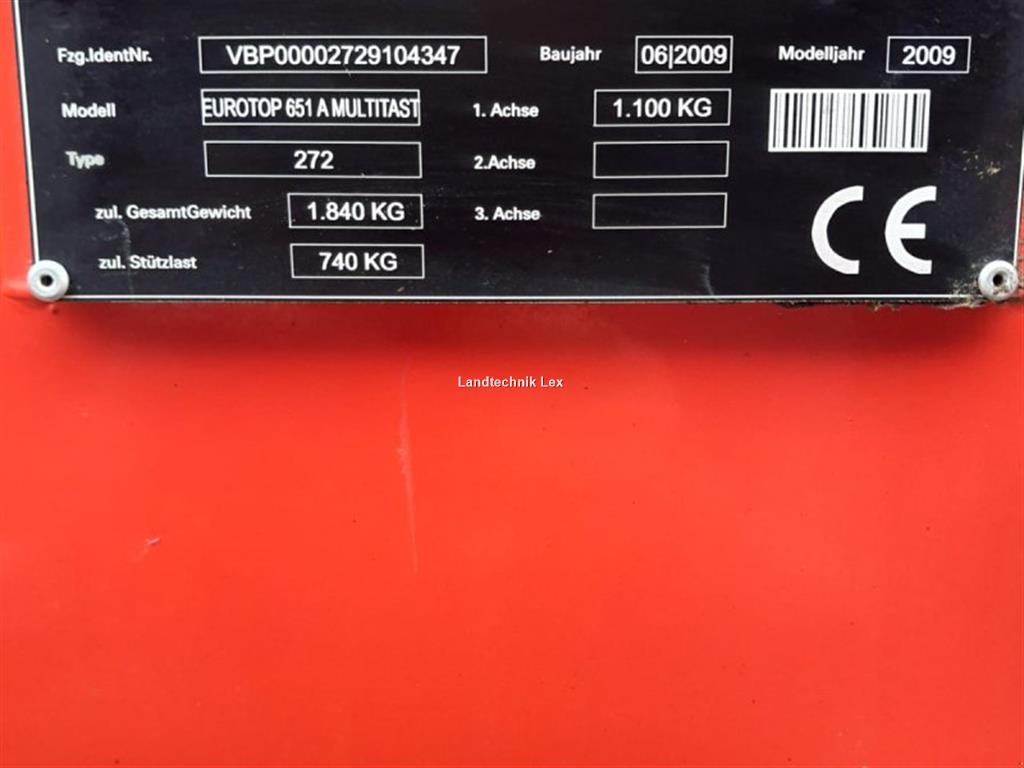 Fzg.IdentNr. VBP00002729104347 Baujahr 06|2009 Modelljahr 2009
Modell EUROTOP 651 A MULTITAST 1. Achse 1.100 KG
Type 272 2.Achse
zul. GesamtGewicht 1.840 KG 3. Achse
zul. Stützlast 740 KG
CE
Landtechnik Lex